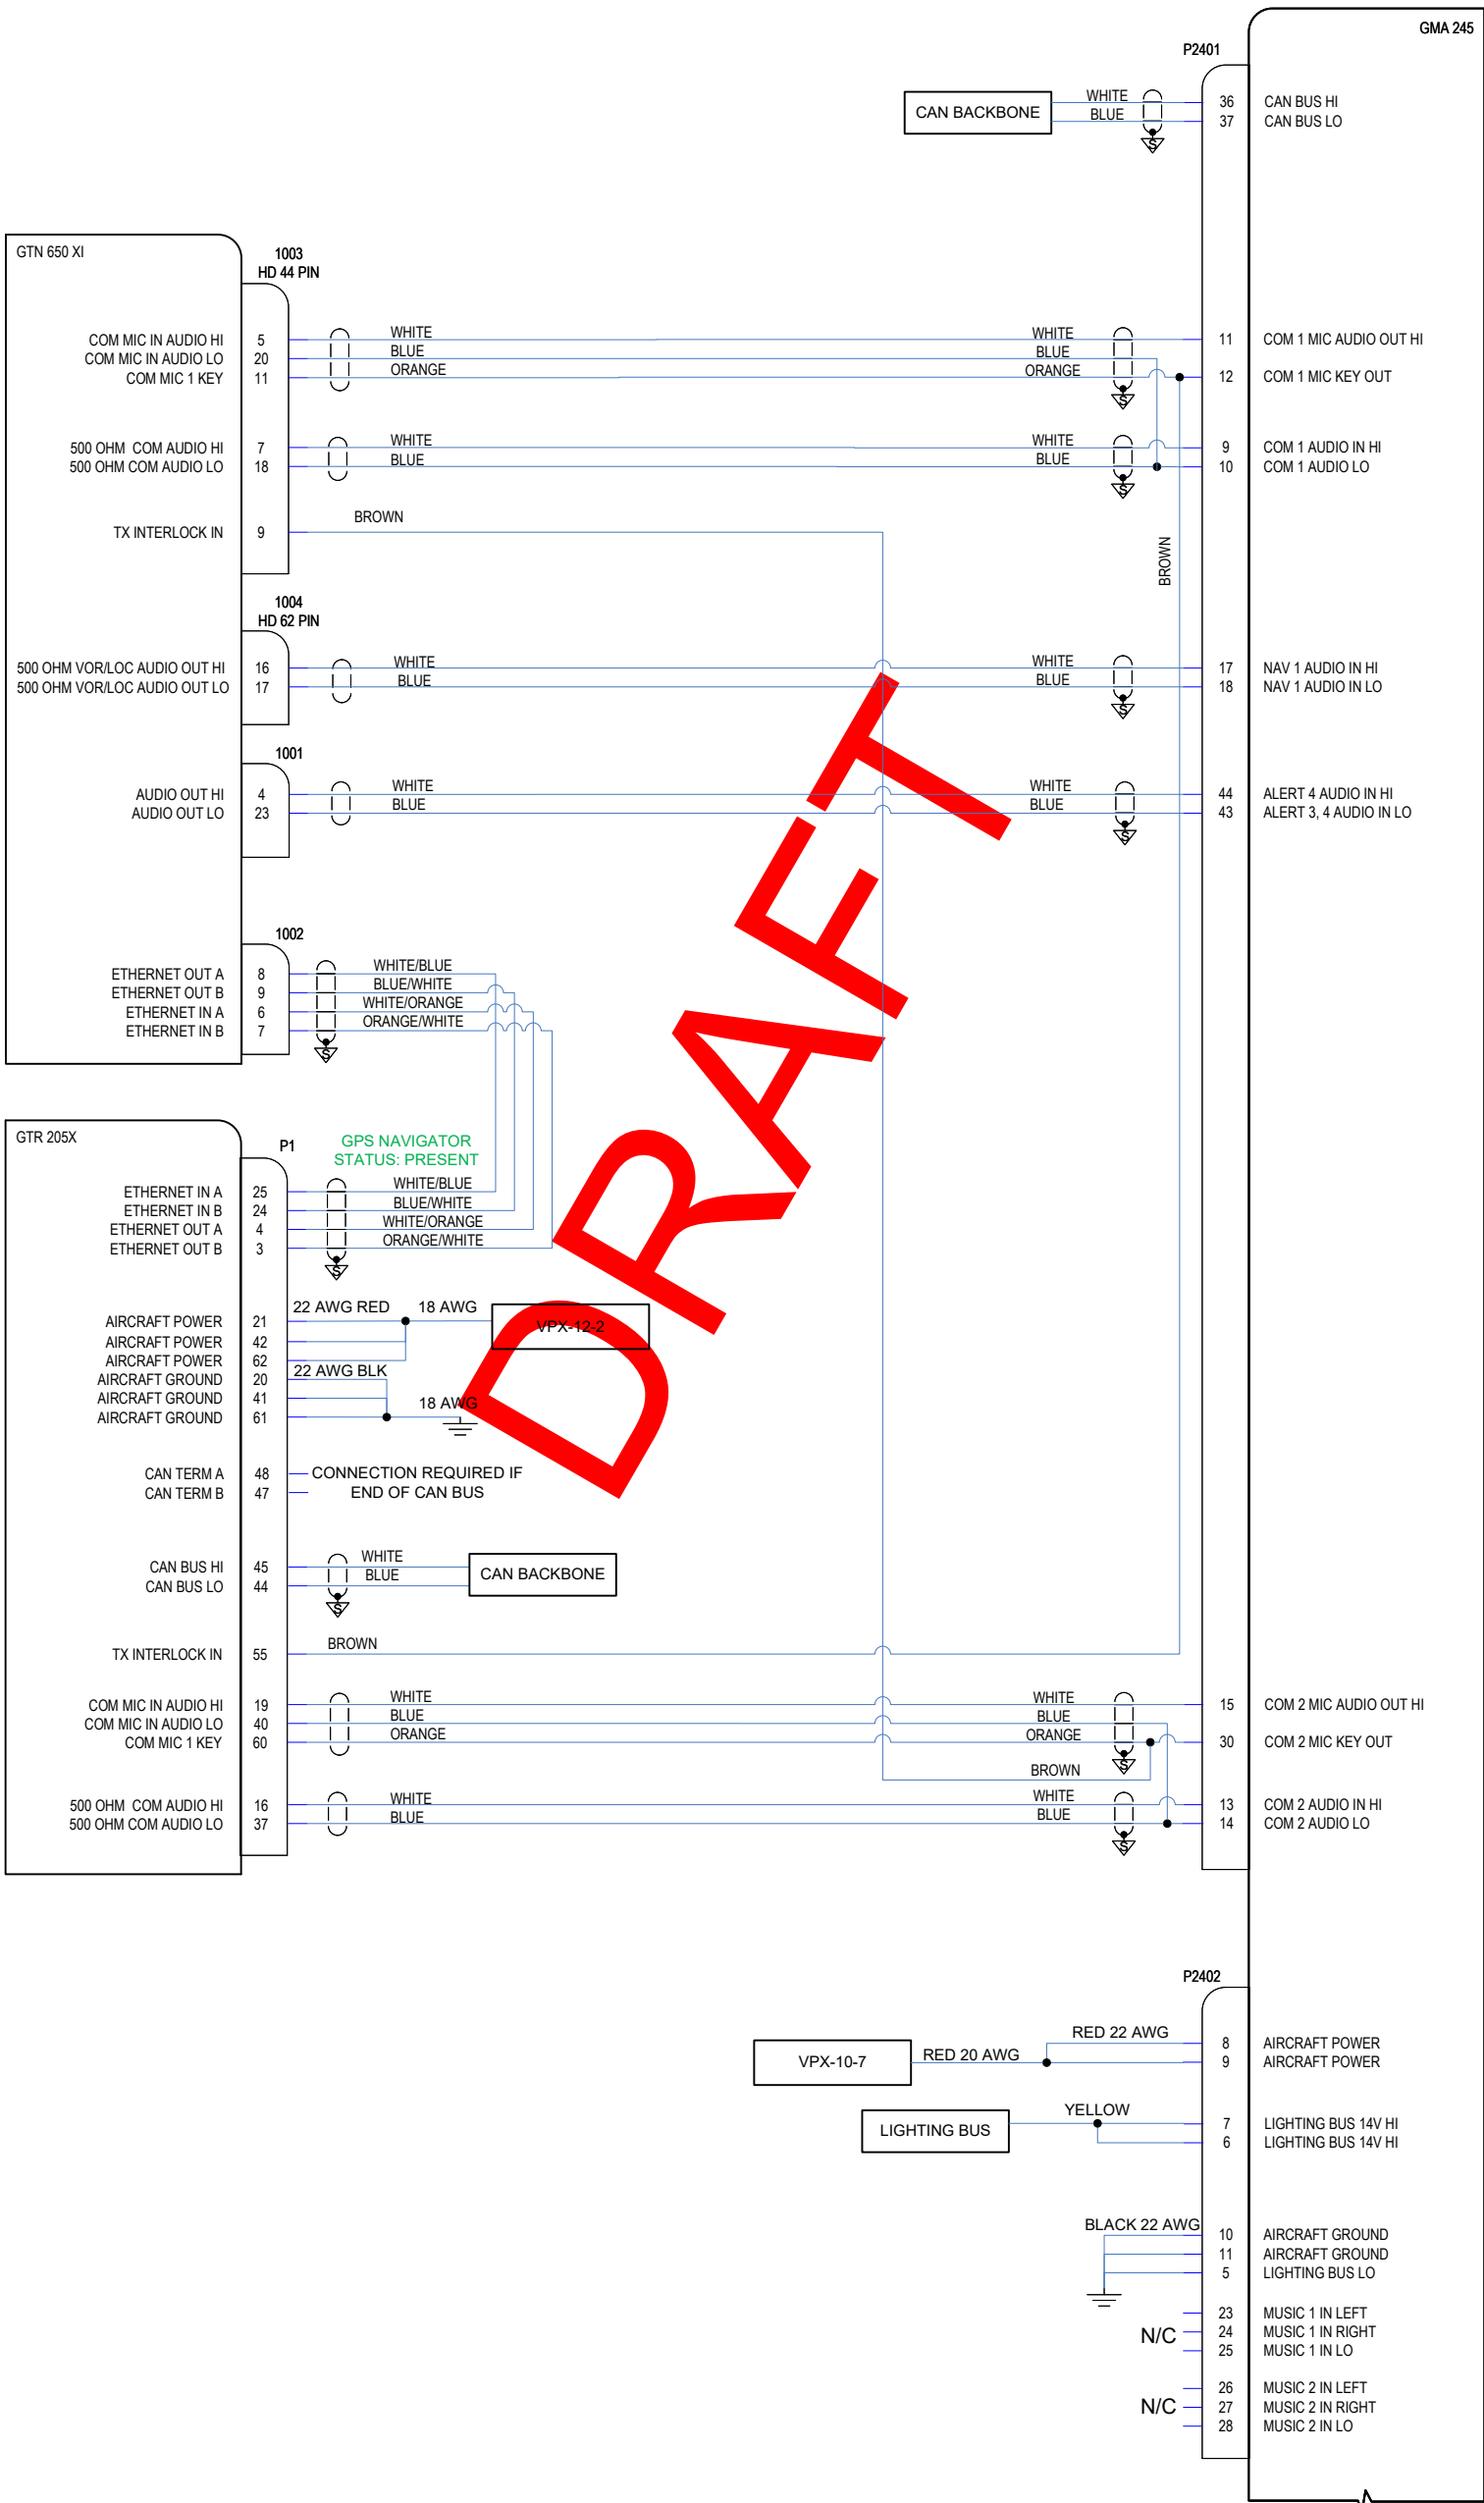 GMA 245
P2401
CAN BACKBONE
WHITE
BLUE
36 CAN BUS HI
37 CAN BUS LO
GTN 650 XI
1003
HD 44 PIN
COM MIC IN AUDIO HI 5 WHITE WHITE 11 COM 1 MIC AUDIO OUT HI
COM MIC IN AUDIO LO 20 BLUE BLUE
COM MIC 1 KEY 11 ORANGE ORANGE 12 COM 1 MIC KEY OUT
500 OHM COM AUDIO HI 7 WHITE WHITE 9 COM 1 AUDIO IN HI
500 OHM COM AUDIO LO 18 BLUE BLUE 10 COM 1 AUDIO LO
TX INTERLOCK IN 9 BROWN
BROWN
1004
HD 62 PIN
500 OHM VOR/LOC AUDIO OUT HI 16 WHITE WHITE 17 NAV 1 AUDIO IN HI
500 OHM VOR/LOC AUDIO OUT LO 17 BLUE BLUE 18 NAV 1 AUDIO IN LO
1001
AUDIO OUT HI 4 WHITE WHITE 44 ALERT 4 AUDIO IN HI
AUDIO OUT LO 23 BLUE BLUE 43 ALERT 3, 4 AUDIO IN LO
S
S
S
S
S
DRAFT
1002
ETHERNET OUT A 8 WHITE/BLUE
ETHERNET OUT B 9 BLUE/WHITE
ETHERNET IN A 6 WHITE/ORANGE
ETHERNET IN B 7 ORANGE/WHITE
S
GTR 205X
P1
GPS NAVIGATOR
STATUS: PRESENT
ETHERNET IN A 25 WHITE/BLUE
ETHERNET IN B 24 BLUE/WHITE
ETHERNET OUT A 4 WHITE/ORANGE
ETHERNET OUT B 3 ORANGE/WHITE
S
22 AWG RED 18 AWG
AIRCRAFT POWER 21 VPX-12-2
AIRCRAFT POWER 42
AIRCRAFT POWER 62
22 AWG BLK
AIRCRAFT GROUND 20
AIRCRAFT GROUND 41
18 AWG
AIRCRAFT GROUND 61
CAN TERM A 48 CONNECTION REQUIRED IF
CAN TERM B 47 END OF CAN BUS
CAN BUS HI 45 WHITE
CAN BUS LO 44 BLUE
CAN BACKBONE
S
TX INTERLOCK IN 55 BROWN
COM MIC IN AUDIO HI 19 WHITE WHITE 15 COM 2 MIC AUDIO OUT HI
COM MIC IN AUDIO LO 40 BLUE BLUE
COM MIC 1 KEY 60 ORANGE ORANGE 30 COM 2 MIC KEY OUT
S
BROWN
500 OHM COM AUDIO HI 16 WHITE WHITE 13 COM 2 AUDIO IN HI
500 OHM COM AUDIO LO 37 BLUE BLUE 14 COM 2 AUDIO LO
S
P2402
RED 22 AWG
8 AIRCRAFT POWER
VPX-10-7 RED 20 AWG 9 AIRCRAFT POWER
YELLOW
LIGHTING BUS 7 LIGHTING BUS 14V HI
6 LIGHTING BUS 14V HI
BLACK 22 AWG
10 AIRCRAFT GROUND
11 AIRCRAFT GROUND
5 LIGHTING BUS LO
23 MUSIC 1 IN LEFT
N/C 24 MUSIC 1 IN RIGHT
25 MUSIC 1 IN LO
26 MUSIC 2 IN LEFT
N/C 27 MUSIC 2 IN RIGHT
28 MUSIC 2 IN LO